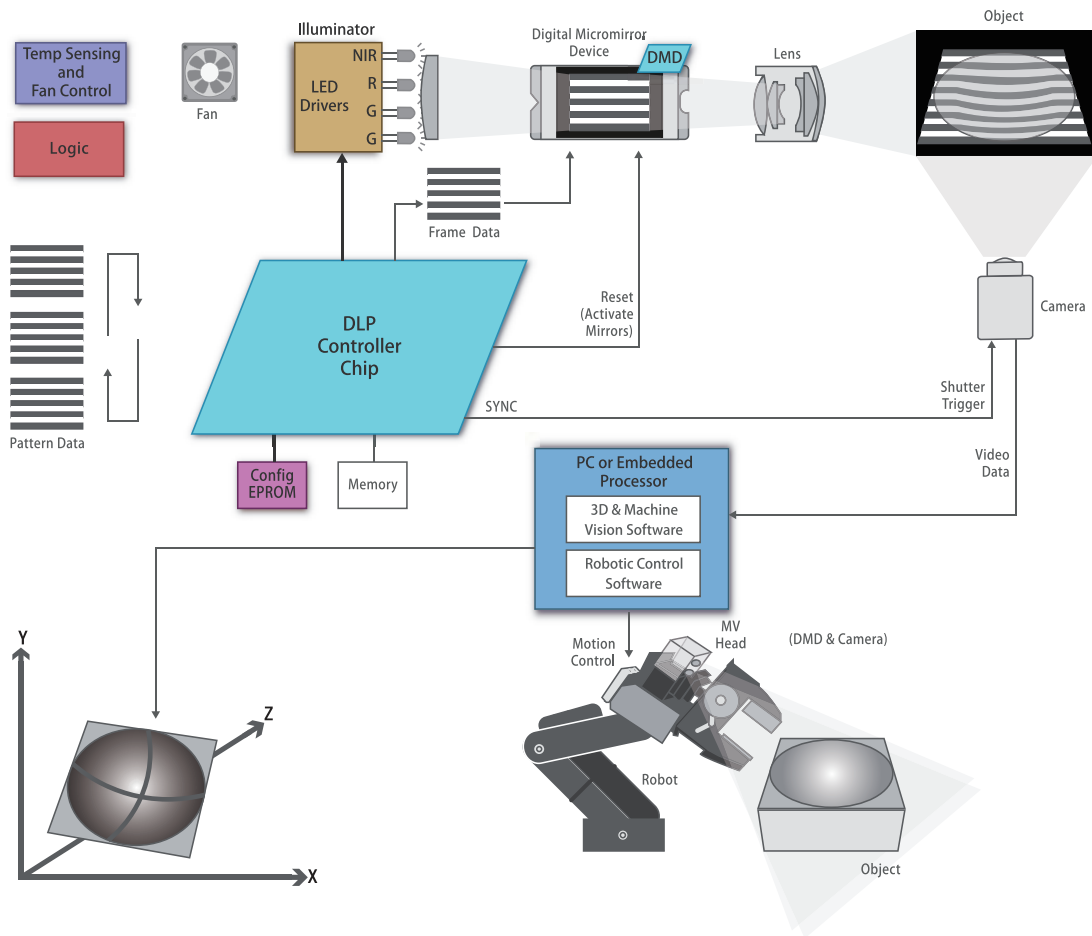 Temp Sensing
and
Fan Control
Logic
Fan
Illuminator
LED
Drivers
NIR
R
G
G
Digital Micromirror
Device
DMD
Lens
Object
Frame Data
Reset
(Activate
Mirrors)
Camera
DLP
Controller
Chip
Pattern Data
SYNC
Shutter
Trigger
Video
Data
Config
EPROM
Memory
PC or Embedded
Processor
3D & Machine
Vision Software
Robotic Control
Software
Motion
Control
MV
Head
(DMD & Camera)
Robot
Object
Y
Z
X